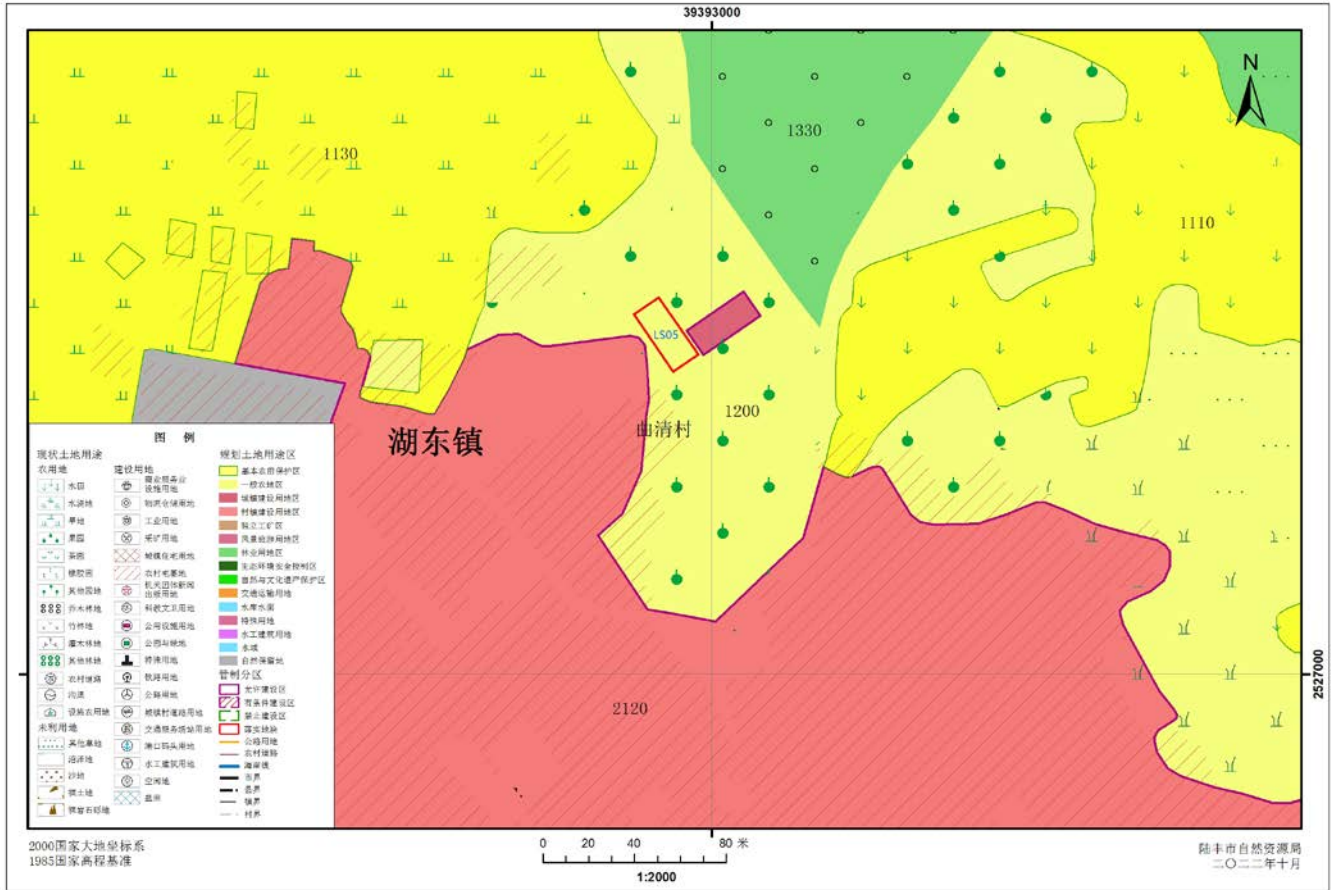 39393000
N
1130
1330
1110
LS05
1200
曲清村
湖东镇
2120
2527000
图 例
现状土地用途
农用地
水田
水浇地
旱地
果园
茶园
橡胶园
其他园地
乔木林地
竹林地
灌木林地
其他林地
农村道路
沟渠
设施农用地
未利用地
其他草地
沼泽地
沙地
裸土地
裸岩石砾地
建设用地
商业服务业
设施用地
物流仓储用地
工业用地
采矿用地
城镇住宅用地
农村宅基地
机关团体新闻
出版用地
科教文卫用地
公用设施用地
公园与绿地
特殊用地
铁路用地
公路用地
城镇村道路用地
交通服务场站用地
港口码头用地
水工建筑用地
空闲地
盐田
规划土地用途区
基本农田保护区
一般农地区
城镇建设用地区
村镇建设用地区
独立工矿区
风景旅游用地区
林业用地区
生态环境安全控制区
自然与文化遗产保护区
交通运输用地
水库水面
特殊用地
水工建筑用地
水域
自然保留地
管制分区
允许建设区
有条件建设区
禁止建设区
落实地块
公路用地
农村道路
海岸线
市界
县界
镇界
村界
2000国家大地坐标系
1985国家高程基准
0 20 40 80 米
1:2000
陆丰市自然资源局
二〇二二年十月